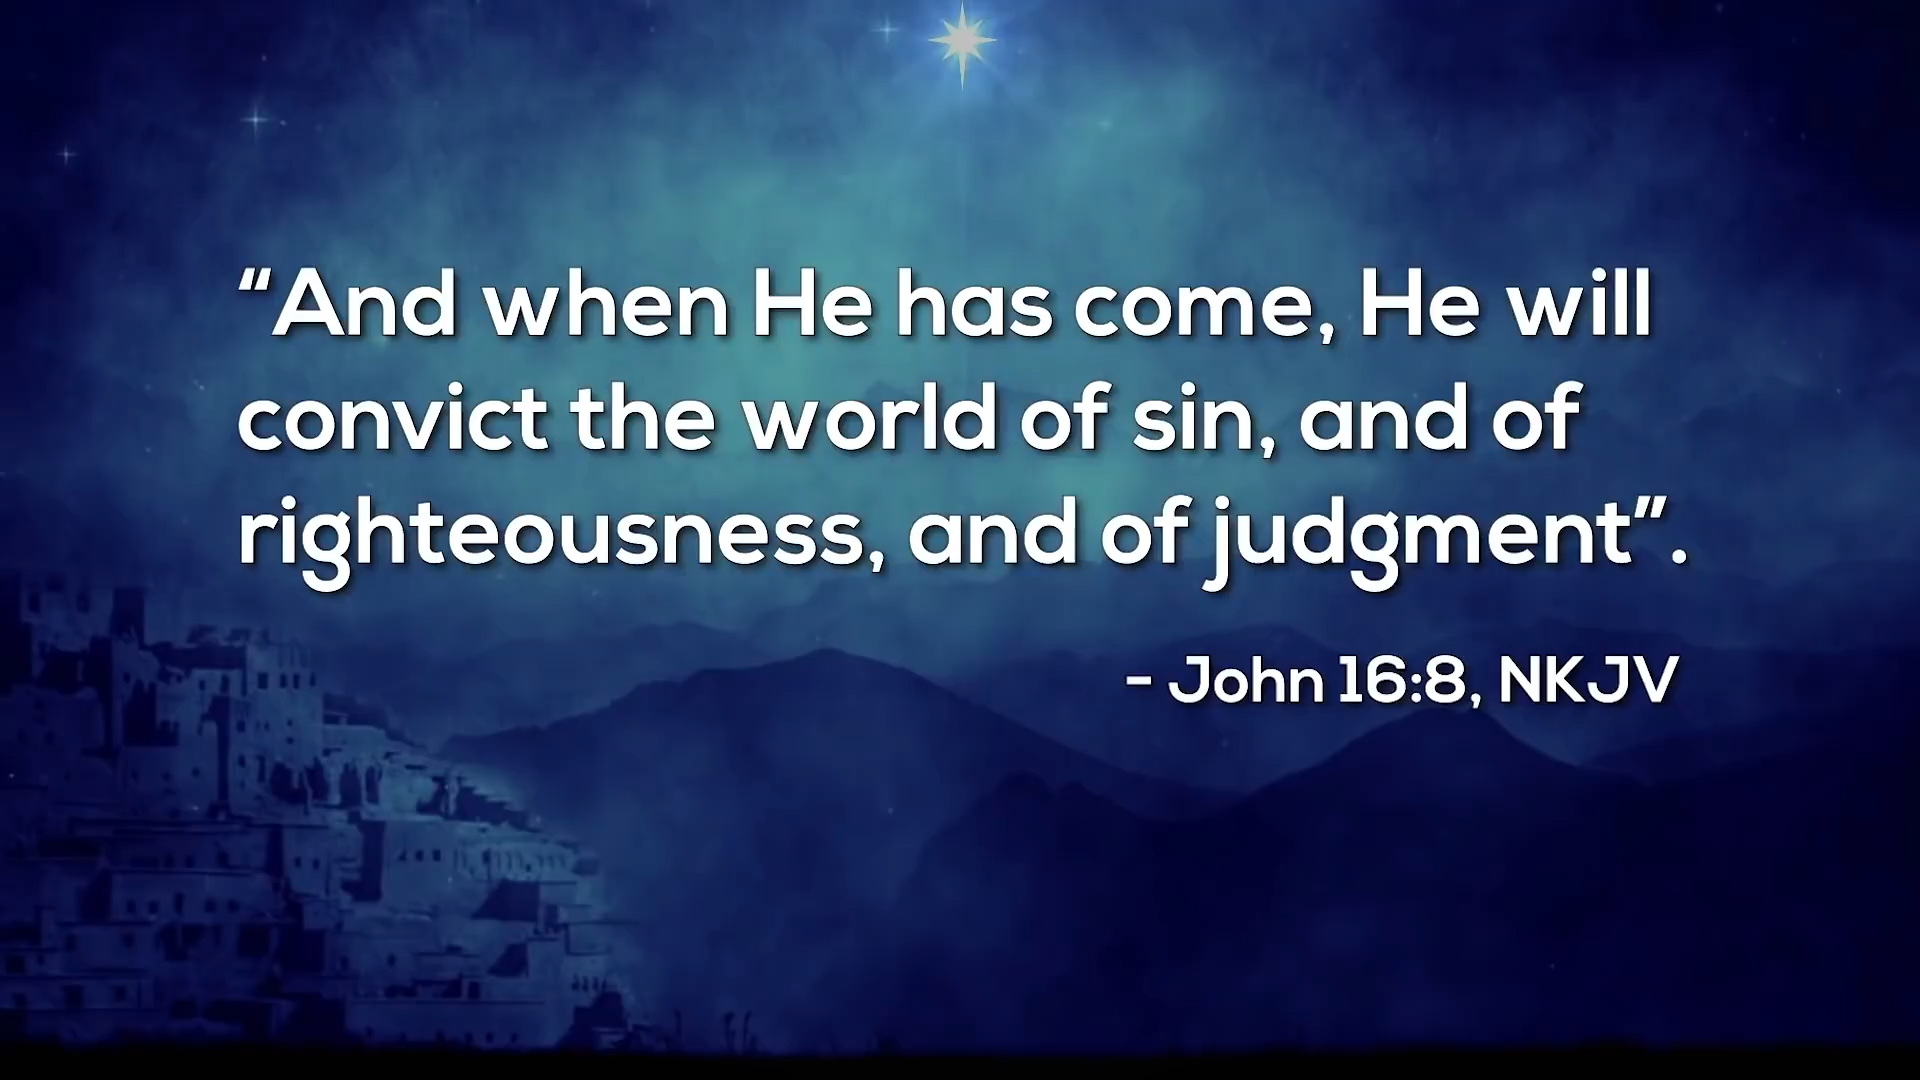 “And when He has come, He will
convict the world of sin, and of
righteousness, and of judgment”.
- John 16:8, NKJV